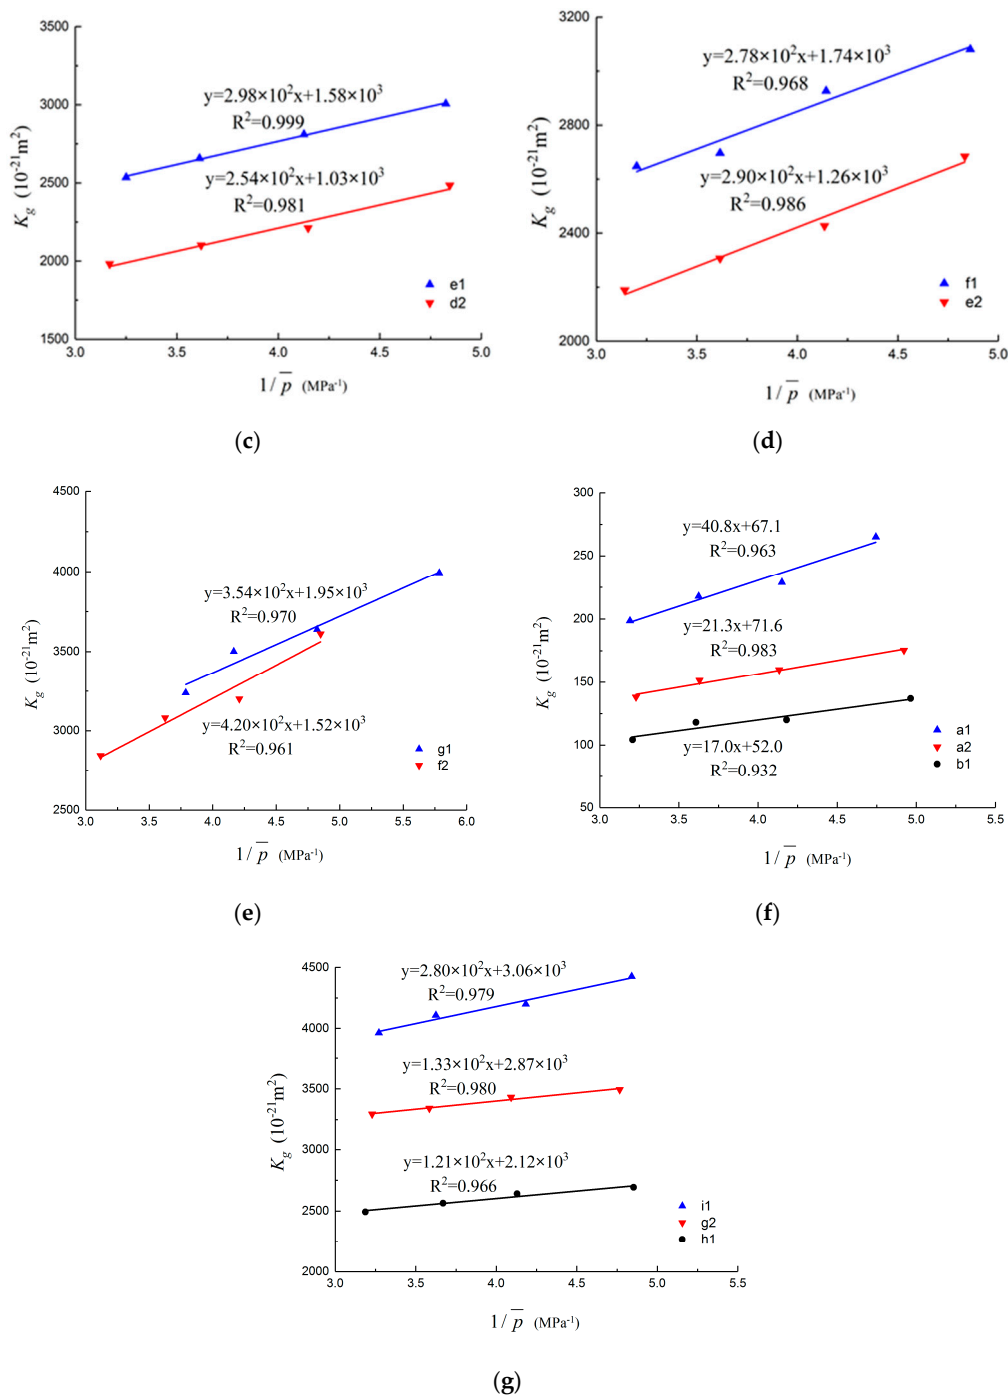 3500
3000
2500
2000
1500
3.0 3.5 4.0 4.5 5.0
K_g (10⁻²¹m²)
y=2.98×10²x+1.58×10³
R²=0.999
y=2.54×10²x+1.03×10³
R²=0.981
e1
d2
1/p̅ (MPa⁻¹)
(c)
3200
2800
2400
2000
3.0 3.5 4.0 4.5 5.0
K_g (10⁻²¹m²)
y=2.78×10²x+1.74×10³
R²=0.968
y=2.90×10²x+1.26×10³
R²=0.986
f1
e2
1/p̅ (MPa⁻¹)
(d)
4500
4000
3500
3000
2500
3.0 3.5 4.0 4.5 5.0 5.5 6.0
K_g (10⁻²¹m²)
y=3.54×10²x+1.95×10³
R²=0.970
y=4.20×10²x+1.52×10³
R²=0.961
g1
f2
1/p̅ (MPa⁻¹)
(e)
300
250
200
150
100
50
3.0 3.5 4.0 4.5 5.0 5.5
K_g (10⁻²¹m²)
y=40.8x+67.1
R²=0.963
y=21.3x+71.6
R²=0.983
y=17.0x+52.0
R²=0.932
a1
a2
b1
1/p̅ (MPa⁻¹)
(f)
4500
4000
3500
3000
2500
2000
3.0 3.5 4.0 4.5 5.0 5.5
K_g (10⁻²¹m²)
y=2.80×10²x+3.06×10³
R²=0.979
y=1.33×10²x+2.87×10³
R²=0.980
y=1.21×10²x+2.12×10³
R²=0.966
i1
g2
h1
1/p̅ (MPa⁻¹)
(g)